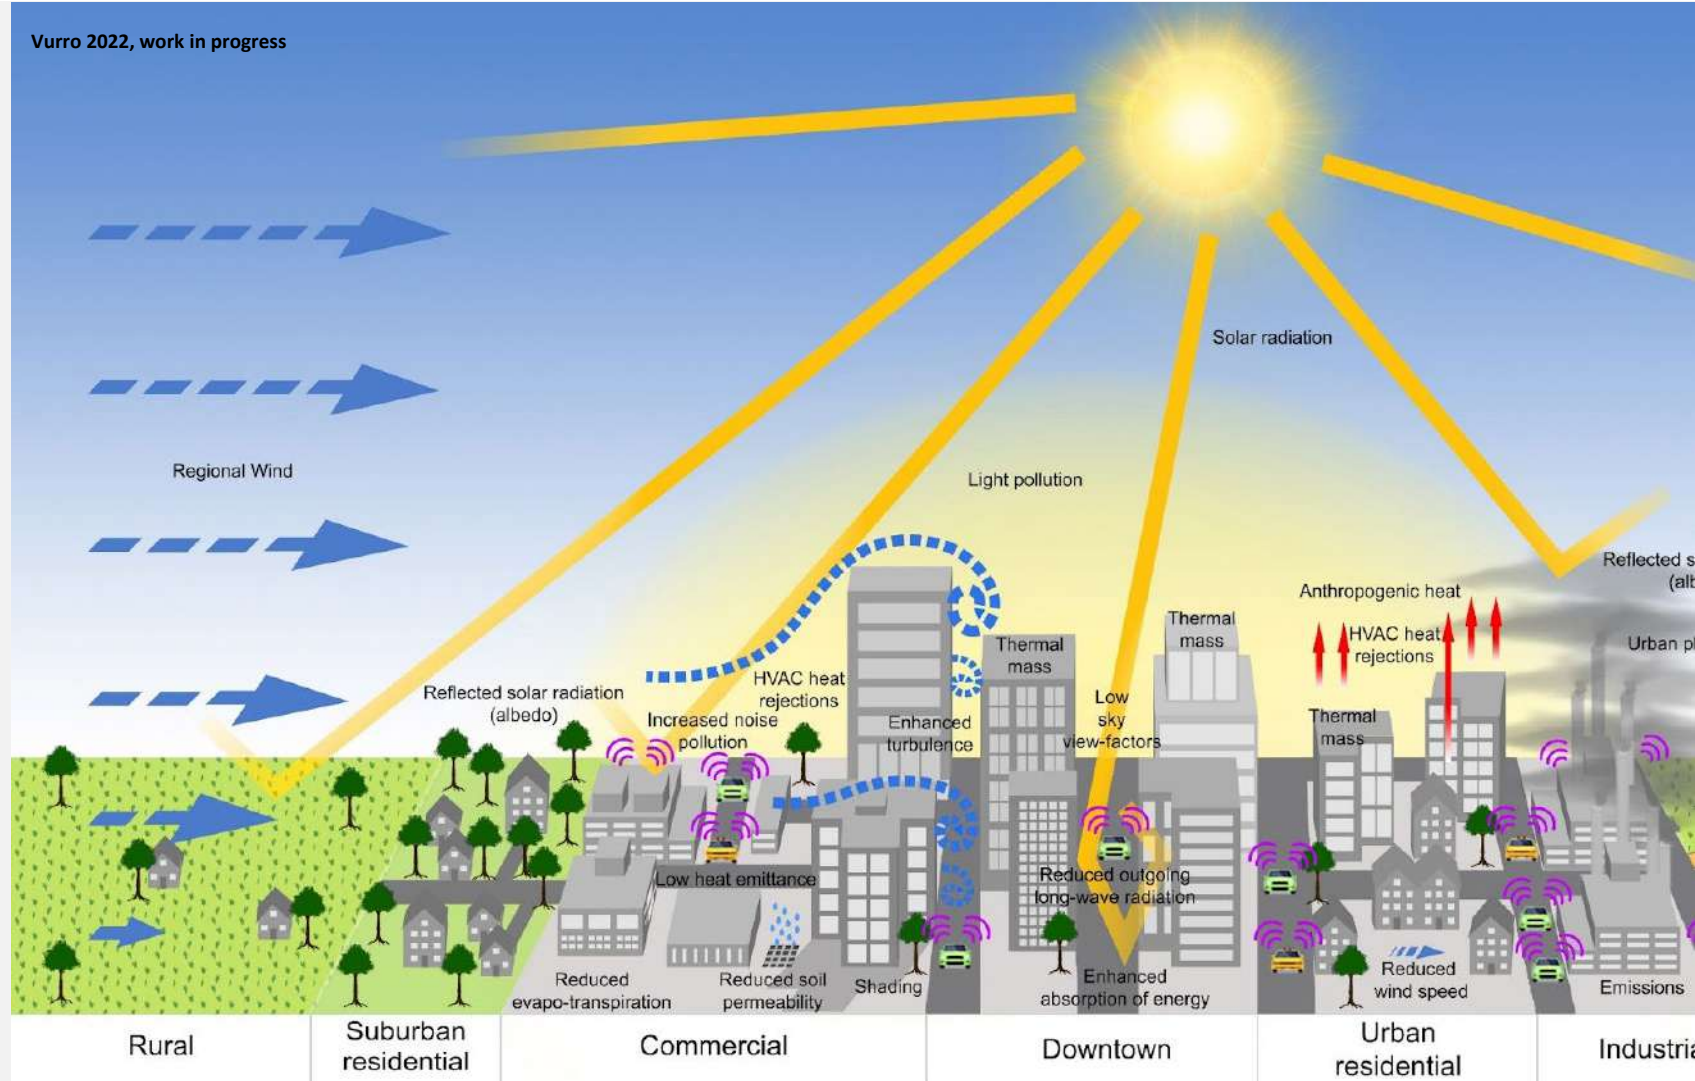 Vurro 2022, work in progress
Solar radiation
Regional Wind
Light pollution
Reflected s
(alb
Anthropogenic heat
HVAC heat
rejections
Urban pl
Thermal
mass
Thermal
mass
HVAC heat
rejections
Reflected solar radiation
(albedo)
Increased noise
pollution
Enhanced
turbulence
Low
sky
view-factors
Thermal
mass
Low heat emittance
Reduced outgoing
long-wave radiation
Reduced
evapo-transpiration
Reduced soil
permeability
Shading
Enhanced
absorption of energy
Reduced
wind speed
Emissions
Rural
Suburban
residential
Commercial
Downtown
Urban
residential
Industria